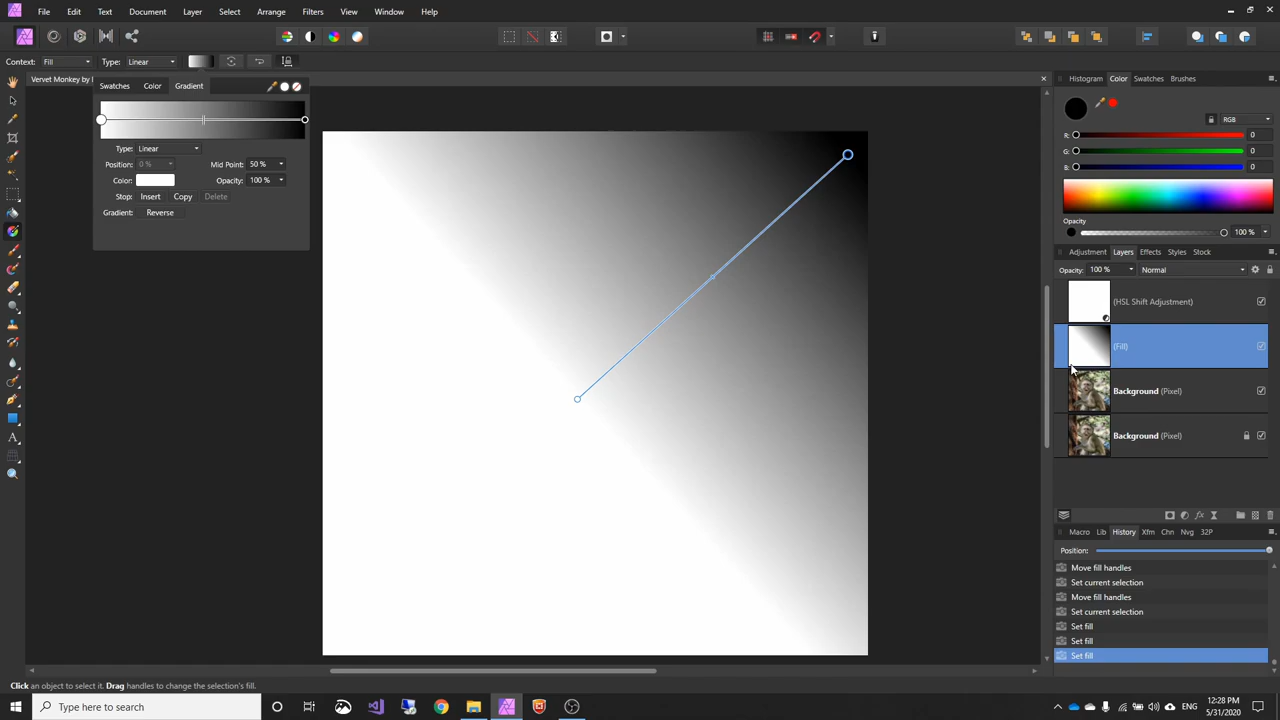 File Edit Text Document Layer Select Arrange Filters View Window Help
Context: Fill Type: Linear
Vervet Monkey by
Swatches Color Gradient
Type: Linear
Position: 0 % Mid Point: 50 %
Color: Opacity: 100 %
Stop: Insert Copy Delete
Gradient: Reverse
Histogram Color Swatches Brushes
RGB
R: 0
G: 0
B: 0
Opacity
100 %
Adjustment Layers Effects Styles Stock
Opacity: 100 % Normal
(HSL Shift Adjustment)
(Fill)
Background (Pixel)
Background (Pixel)
Macro Lib History Xfm Chn Nvg 32P
Position:
Move fill handles
Set current selection
Move fill handles
Set current selection
Set fill
Set fill
Set fill
Click an object to select it. Drag handles to change the selection's fill.
Type here to search
ENG
12:28 PM
5/31/2020